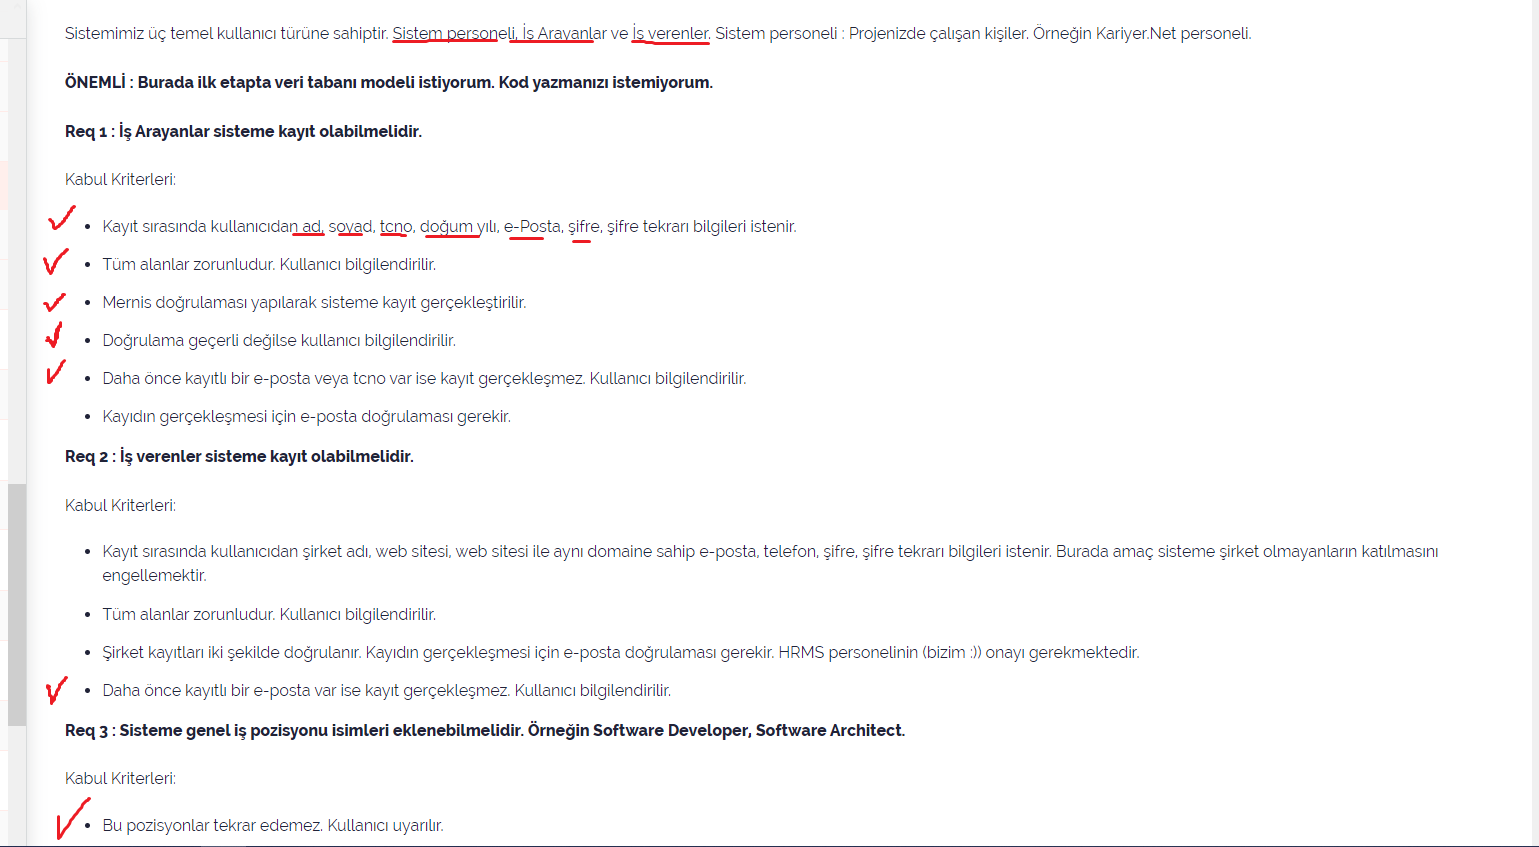 Sistemimiz üç temel kullanıcı türüne sahiptir. Sistem personeli, İş Arayanlar ve İş verenler. Sistem personeli : Projenizde çalışan kişiler. Örneğin Kariyer.Net personeli.
ÖNEMLİ : Burada ilk etapta veri tabanı modeli istiyorum. Kod yazmanızı istemiyorum.
Req 1 : İş Arayanlar sisteme kayıt olabilmelidir.
Kabul Kriterleri:
• Kayıt sırasında kullanıcıdan ad, soyad, tcno, doğum yılı, e-Posta, şifre, şifre tekrarı bilgileri istenir.
• Tüm alanlar zorunludur. Kullanıcı bilgilendirilir.
• Mernis doğrulaması yapılarak sisteme kayıt gerçekleştirilir.
• Doğrulama geçerli değilse kullanıcı bilgilendirilir.
• Daha önce kayıtlı bir e-posta veya tcno var ise kayıt gerçekleşmez. Kullanıcı bilgilendirilir.
• Kayıdın gerçekleşmesi için e-posta doğrulaması gerekir.
Req 2 : İş verenler sisteme kayıt olabilmelidir.
Kabul Kriterleri:
• Kayıt sırasında kullanıcıdan şirket adı, web sitesi, web sitesi ile aynı domaine sahip e-posta, telefon, şifre, şifre tekrarı bilgileri istenir. Burada amaç sisteme şirket olmayanların katılmasını
engellemektir.
• Tüm alanlar zorunludur. Kullanıcı bilgilendirilir.
• Şirket kayıtları iki şekilde doğrulanır. Kayıdın gerçekleşmesi için e-posta doğrulaması gerekir. HRMS personelinin (bizim :)) onayı gerekmektedir.
• Daha önce kayıtlı bir e-posta var ise kayıt gerçekleşmez. Kullanıcı bilgilendirilir.
Req 3 : Sisteme genel iş pozisyonu isimleri eklenebilmelidir. Örneğin Software Developer, Software Architect.
Kabul Kriterleri:
• Bu pozisyonlar tekrar edemez. Kullanıcı uyarılır.